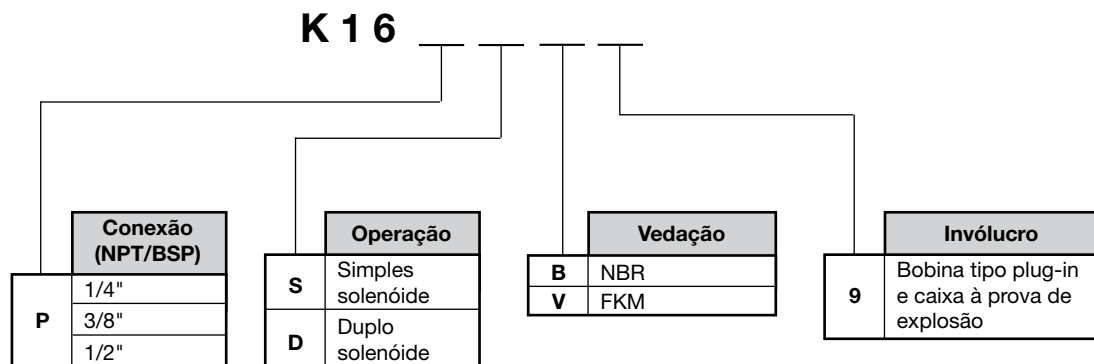 K 1 6
Conexão
(NPT/BSP)
P
1/4"
3/8"
1/2"
Operação
S
Simples
solenóide
D
Duplo
solenóide
Vedação
B NBR
V FKM
Invólucro
9
Bobina tipo plug-in
e caixa à prova de
explosão